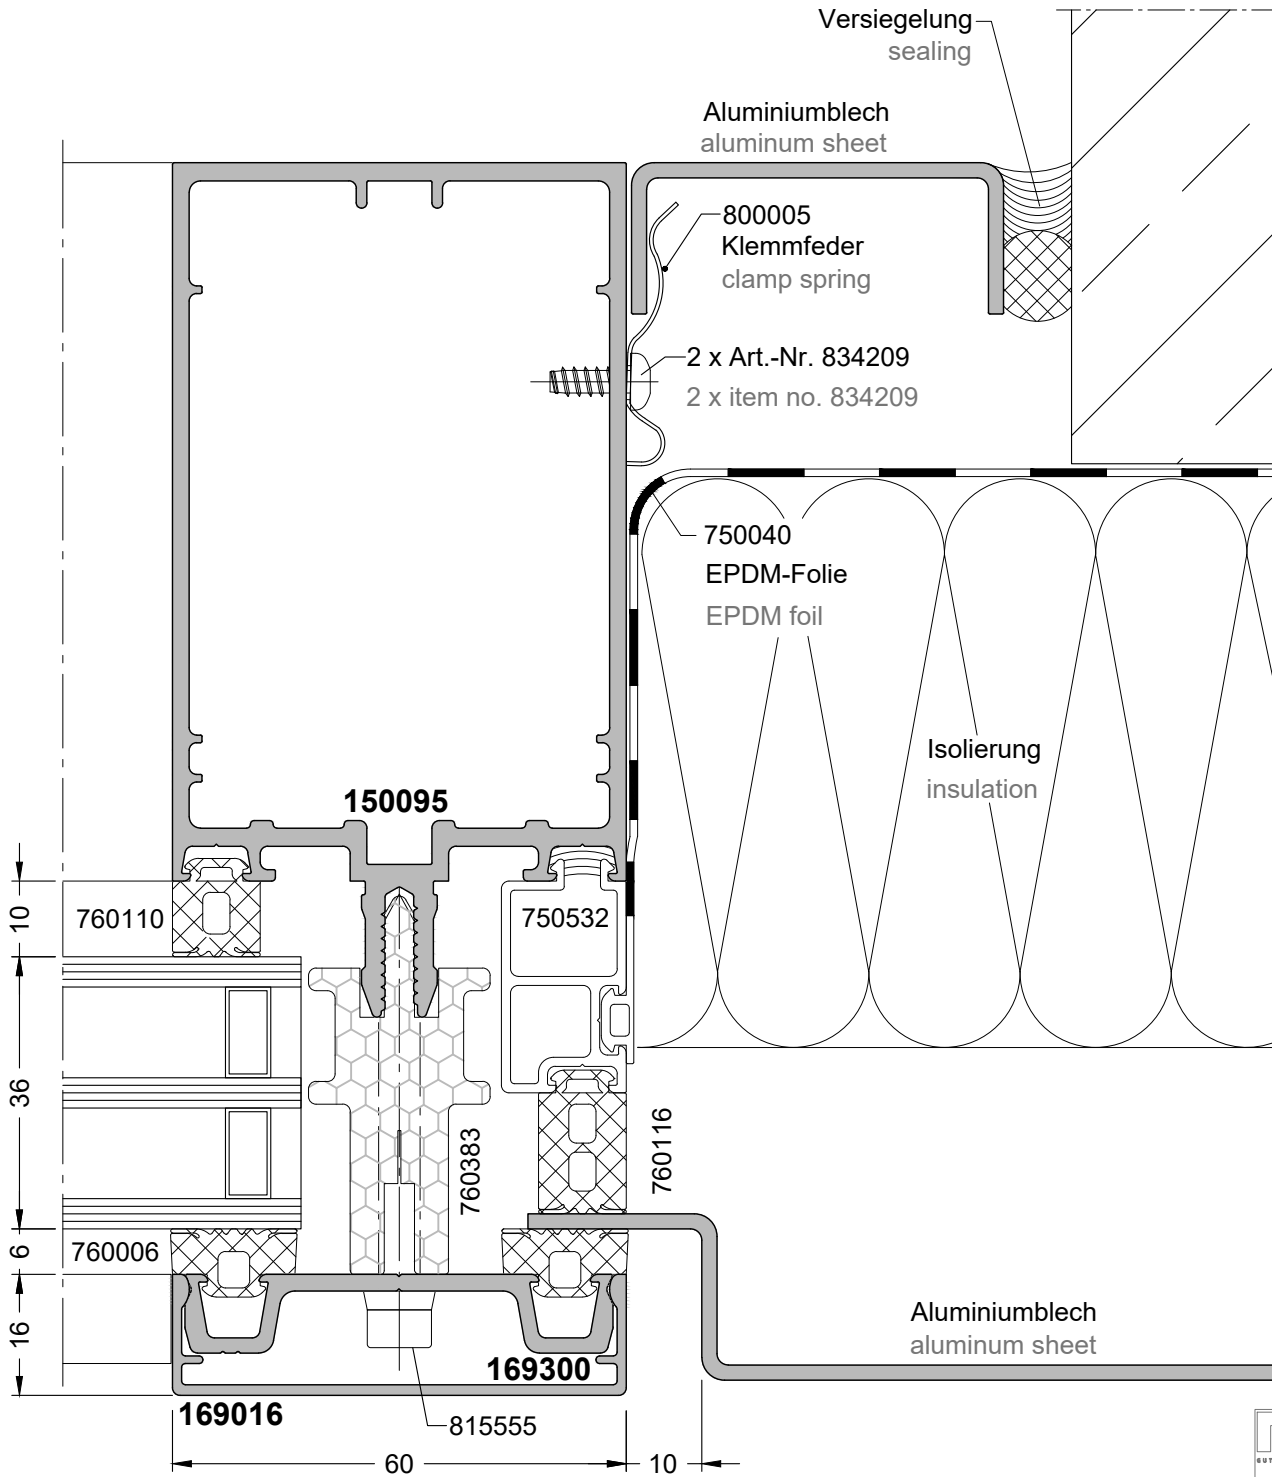 Versiegelung
sealing
Aluminiumblech
aluminum sheet
800005
Klemmfeder
clamp spring
2 x Art.-Nr. 834209
2 x item no. 834209
750040
EPDM-Folie
EPDM foil
Isolierung
insulation
150095
10
760110
750532
36
760383
760116
6
760006
16
Aluminiumblech
aluminum sheet
169300
169016
815555
60
10